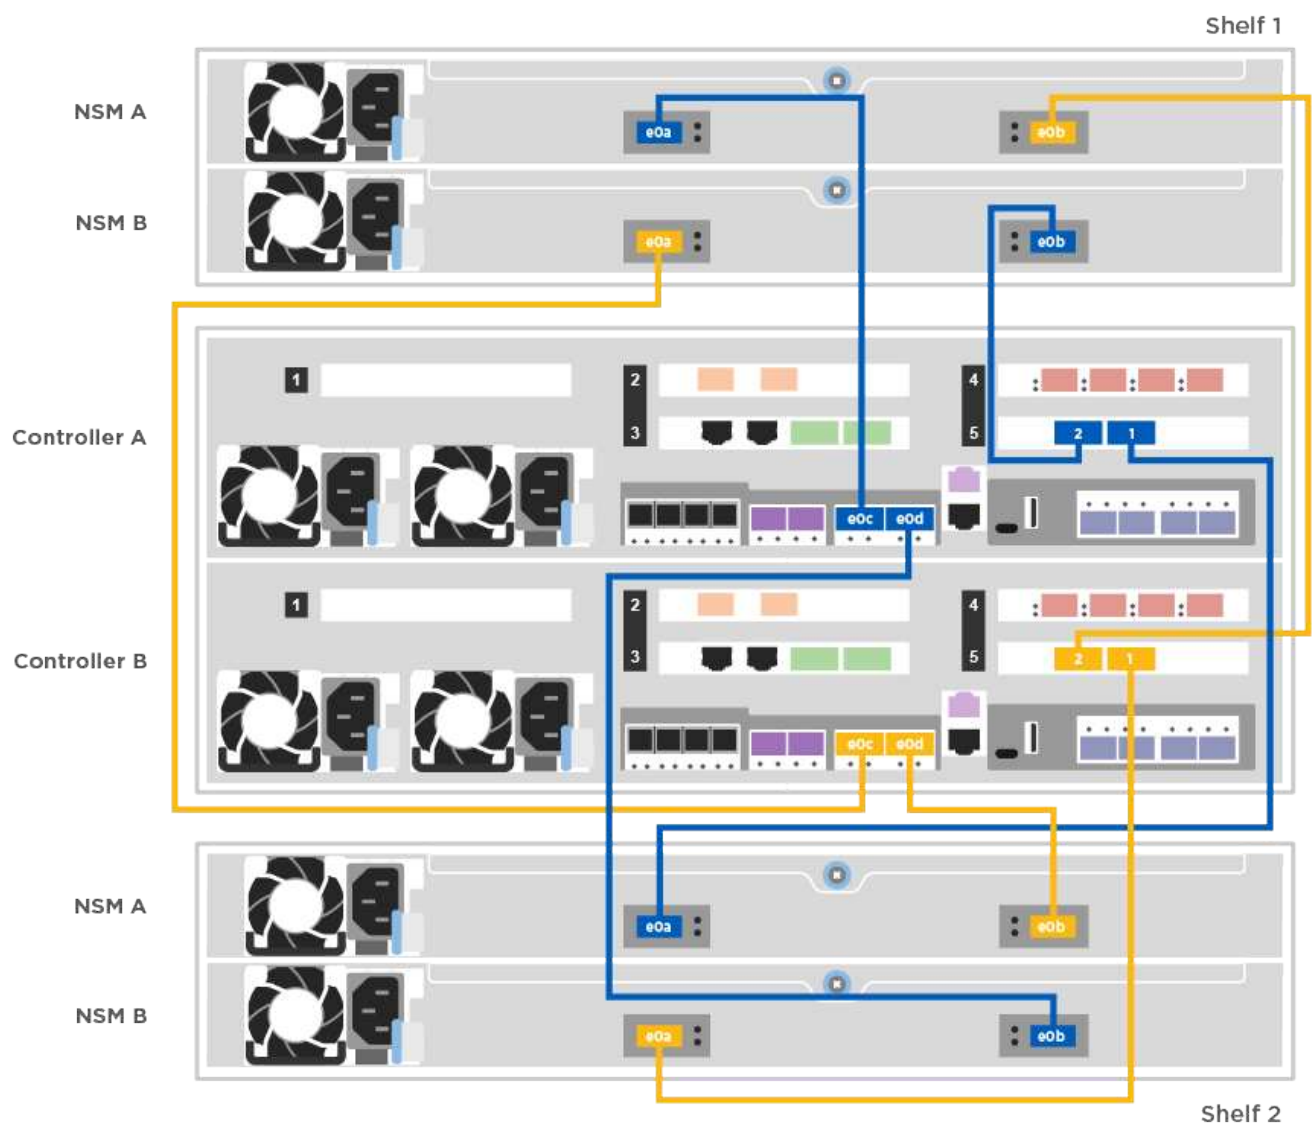 Shelf 1
NSM A
e0a
e0b
NSM B
e0a
e0b
1
2
4
Controller A
3
5
2
1
e0c
e0d
1
2
4
Controller B
3
5
2
1
e0c
e0d
NSM A
e0a
e0b
NSM B
e0a
e0b
Shelf 2